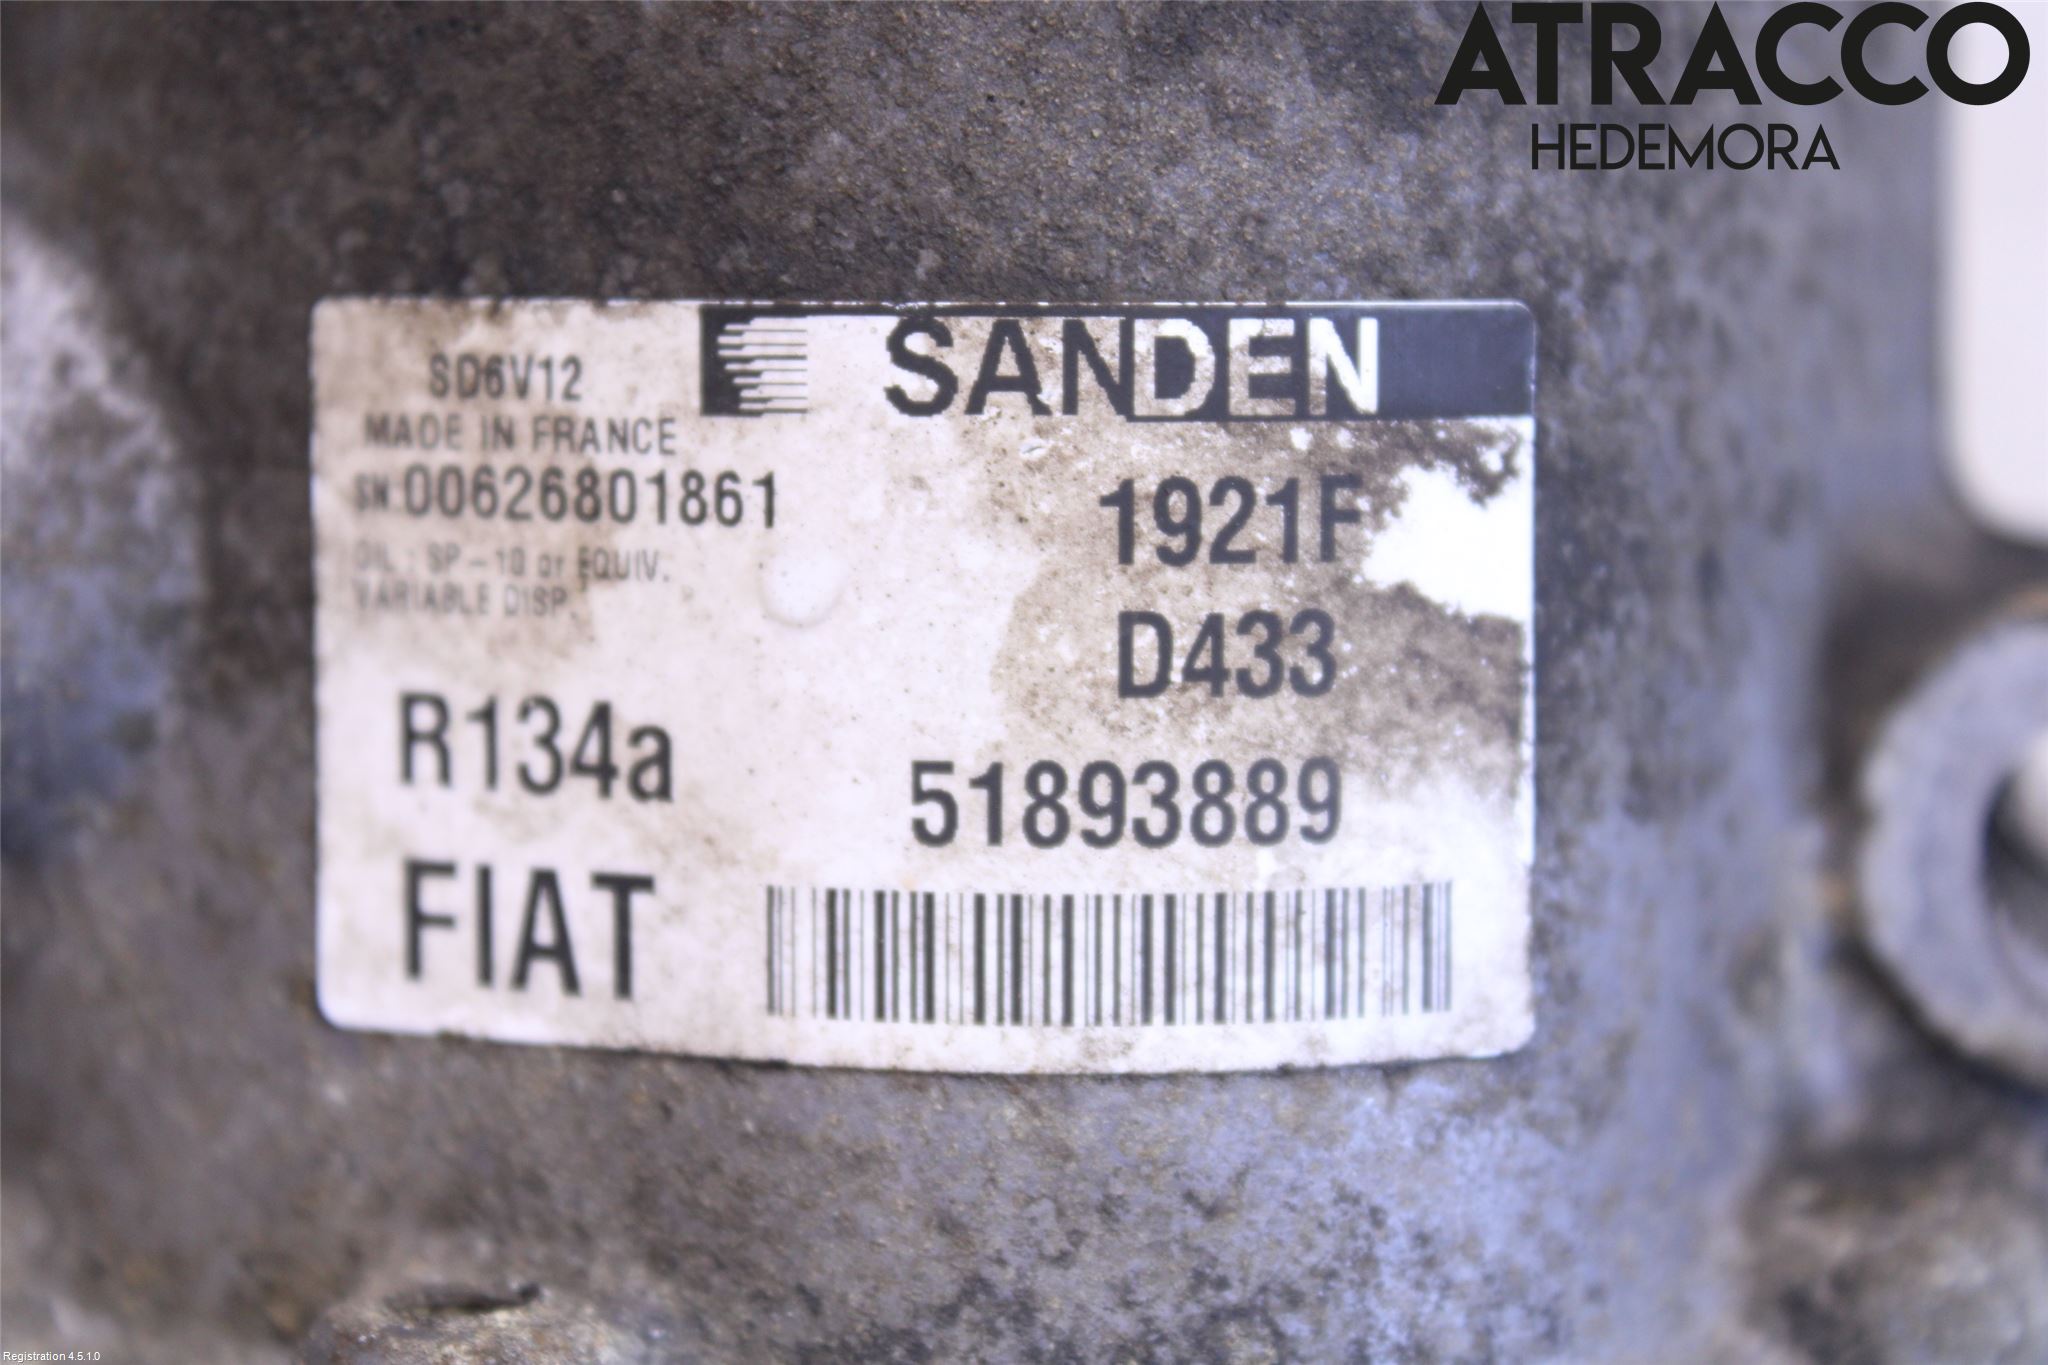 ATRACCO
HEDEMORA
SANDEN
SD6V12
MADE IN FRANCE
SN:00626801861
OIL : SP-10 or EQUIV.
VARIABLE DISP.
1921F
D433
R134a
51893889
FIAT
Registration 4.5.1.0